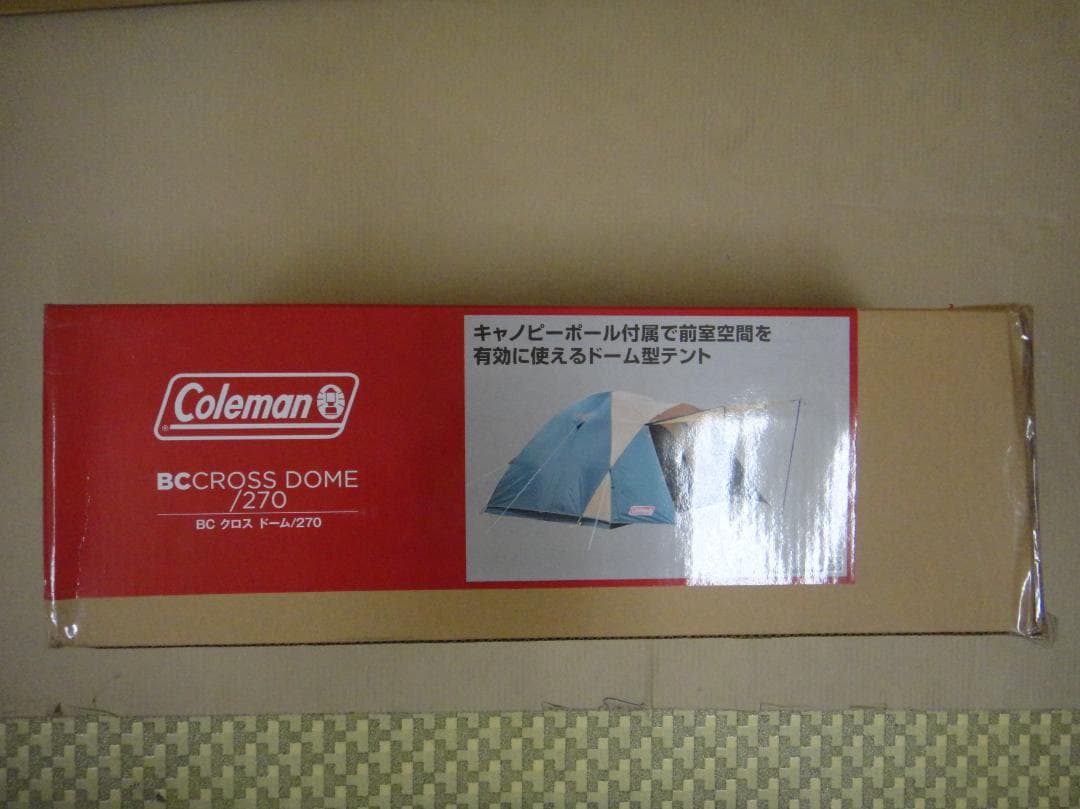 Coleman
®
BCCROSS DOME
/270
BC クロス ドーム/270
キャノピーポール付属で前室空間を
有効に使えるドーム型テント
Coleman